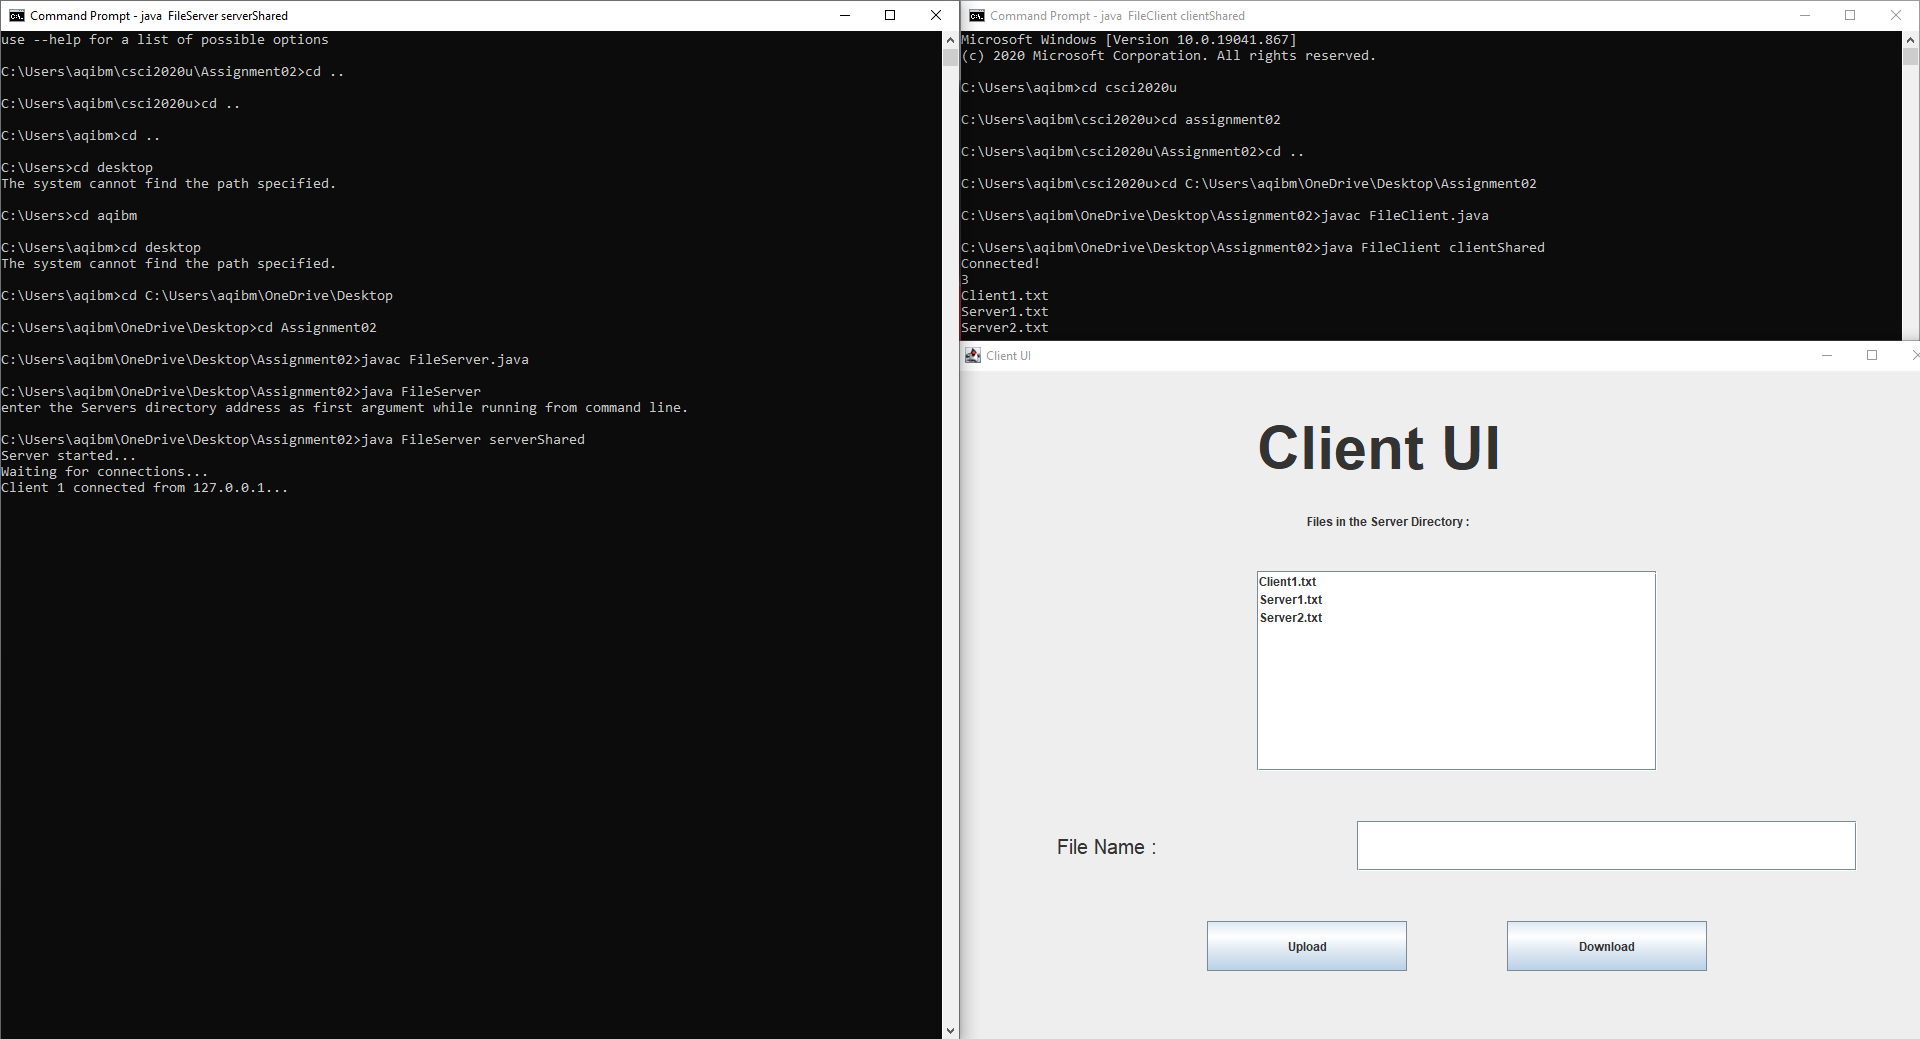 Command Prompt - java  FileServer serverShared
use --help for a list of possible options
C:\Users\aqibm\csci2020u\Assignment02>cd ..
C:\Users\aqibm\csci2020u>cd ..
C:\Users\aqibm>cd ..
C:\Users>cd desktop
The system cannot find the path specified.
C:\Users>cd aqibm
C:\Users\aqibm>cd desktop
The system cannot find the path specified.
C:\Users\aqibm>cd C:\Users\aqibm\OneDrive\Desktop
C:\Users\aqibm\OneDrive\Desktop>cd Assignment02
C:\Users\aqibm\OneDrive\Desktop\Assignment02>javac FileServer.java
C:\Users\aqibm\OneDrive\Desktop\Assignment02>java FileServer
enter the Servers directory address as first argument while running from command line.
C:\Users\aqibm\OneDrive\Desktop\Assignment02>java FileServer serverShared
Server started...
Waiting for connections...
Client 1 connected from 127.0.0.1...
Command Prompt - java  FileClient clientShared
Microsoft Windows [Version 10.0.19041.867]
(c) 2020 Microsoft Corporation. All rights reserved.
C:\Users\aqibm>cd csci2020u
C:\Users\aqibm\csci2020u>cd assignment02
C:\Users\aqibm\csci2020u\Assignment02>cd ..
C:\Users\aqibm\csci2020u>cd C:\Users\aqibm\OneDrive\Desktop\Assignment02
C:\Users\aqibm\OneDrive\Desktop\Assignment02>javac FileClient.java
C:\Users\aqibm\OneDrive\Desktop\Assignment02>java FileClient clientShared
Connected!
3
Client1.txt
Server1.txt
Server2.txt
Client UI
Client UI
Files in the Server Directory :
Client1.txt
Server1.txt
Server2.txt
File Name :
Upload
Download